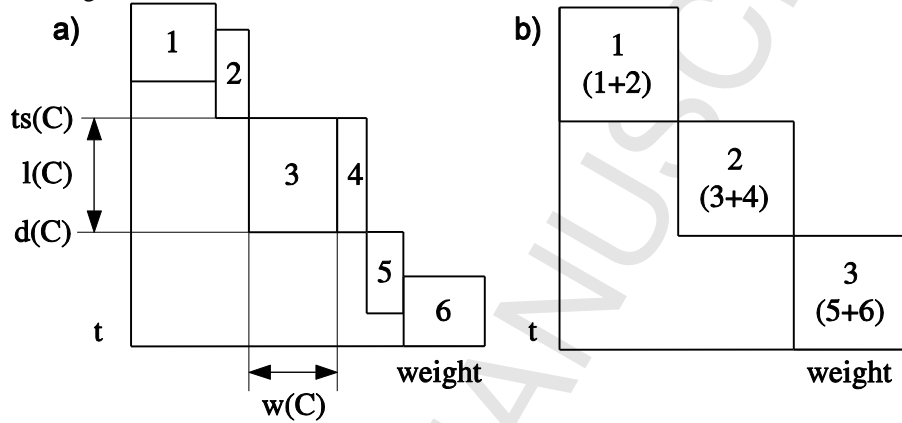 a)
1
2
ts(C)
l(C)
3
4
d(C)
5
6
t
weight
w(C)
b)
1
(1+2)
2
(3+4)
3
(5+6)
t
weight